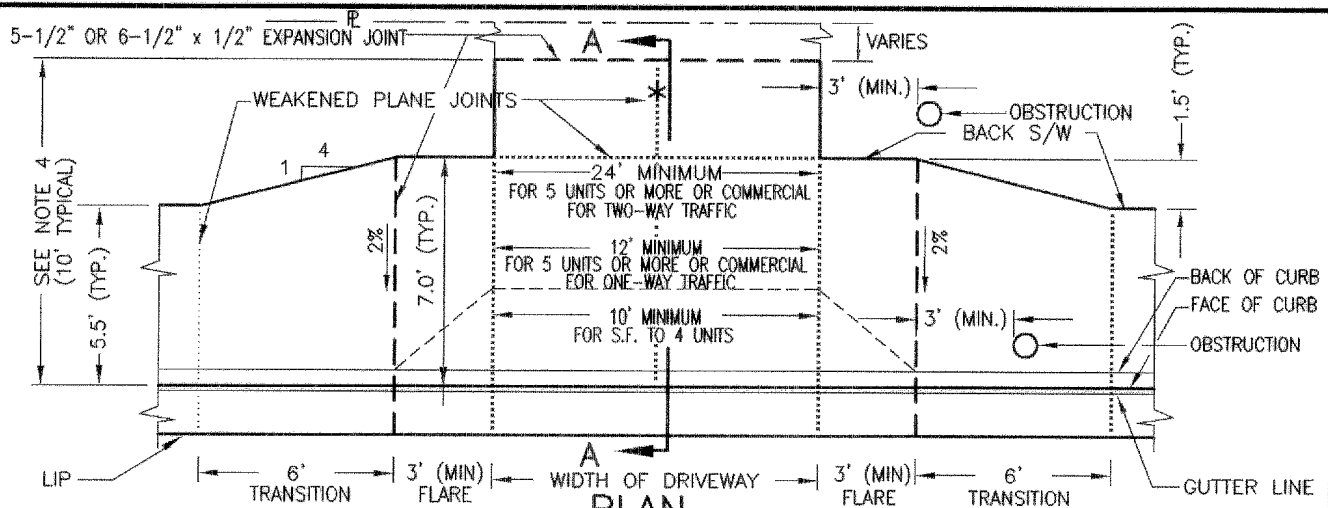 PL
5-1/2" OR 6-1/2" x 1/2" EXPANSION JOINT
A
VARIES
3' (MIN.)
1.5' (TYP.)
WEAKENED PLANE JOINTS
*
OBSTRUCTION
BACK S/W
4
1
SEE NOTE 4
(10' TYPICAL)
5.5' (TYP.)
2%
7.0' (TYP.)
24' MINIMUM
FOR 5 UNITS OR MORE OR COMMERCIAL
FOR TWO-WAY TRAFFIC
12' MINIMUM
FOR 5 UNITS OR MORE OR COMMERCIAL
FOR ONE-WAY TRAFFIC
10' MINIMUM
FOR S.F. TO 4 UNITS
2%
3' (MIN.)
BACK OF CURB
FACE OF CURB
OBSTRUCTION
A
LIP
6'
TRANSITION
3' (MIN)
FLARE
WIDTH OF DRIVEWAY
3' (MIN)
FLARE
6'
TRANSITION
GUTTER LINE
PLAN